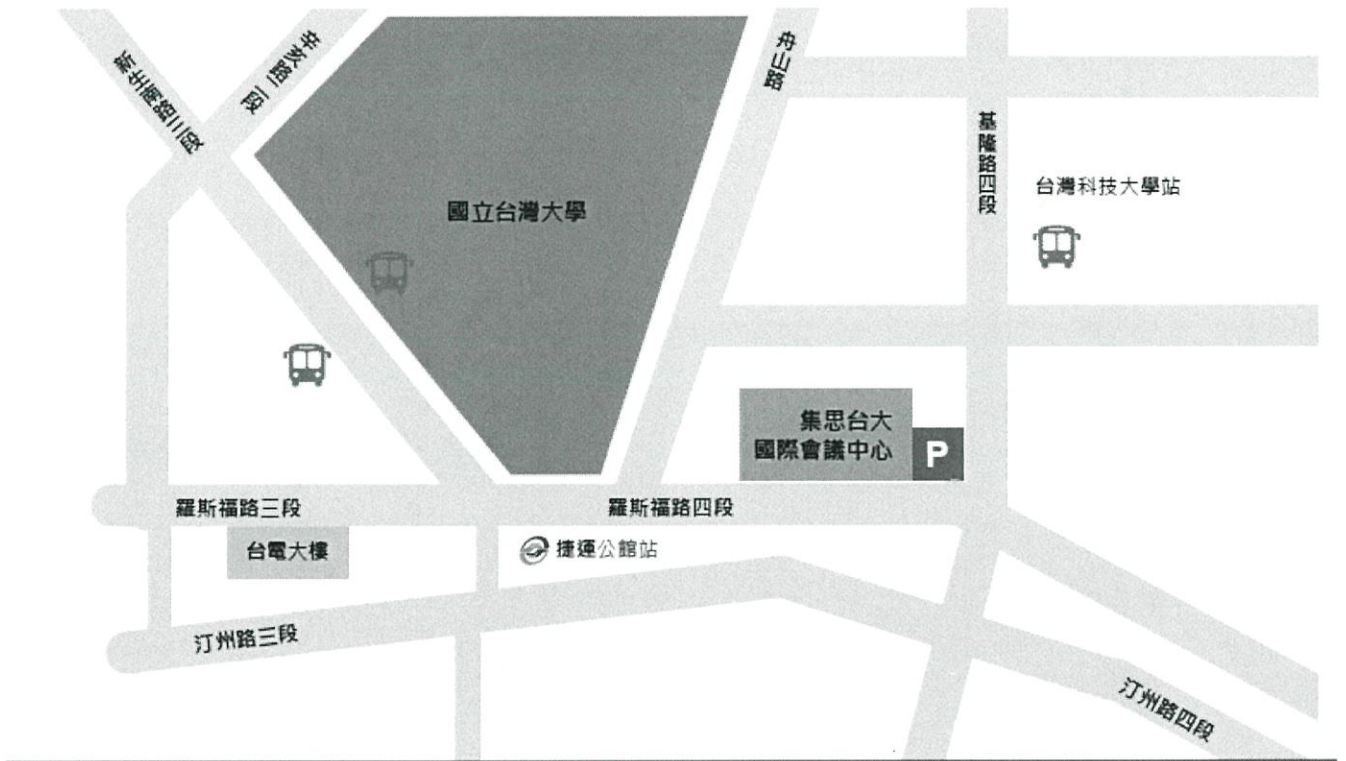 新生南路三段
辛亥路二段
舟山路
基隆路四段
台灣科技大學站
國立台灣大學
集思台大
國際會議中心
P
羅斯福路三段
羅斯福路四段
台電大樓
捷運公館站
汀州路三段
汀州路四段